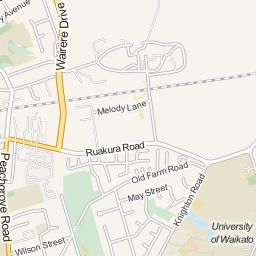 y Avenue
Wairere Drive
Melody Lane
Ruakura Road
Old Farm Road
May Street
Knighton Road
Peachgrove Road
University
of Waikato
Wilson Street